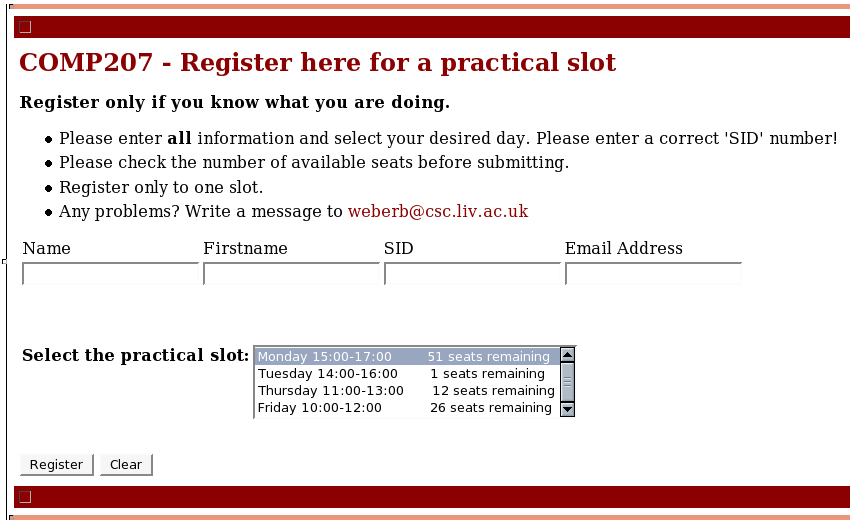 COMP207 - Register here for a practical slot
Register only if you know what you are doing.
Please enter all information and select your desired day. Please enter a correct 'SID' number!
Please check the number of available seats before submitting.
Register only to one slot.
Any problems? Write a message to weberb@csc.liv.ac.uk
Name Firstname SID Email Address
Select the practical slot: Monday 15:00-17:00 51 seats remaining
Tuesday 14:00-16:00 1 seats remaining
Thursday 11:00-13:00 12 seats remaining
Friday 10:00-12:00 26 seats remaining
Register Clear